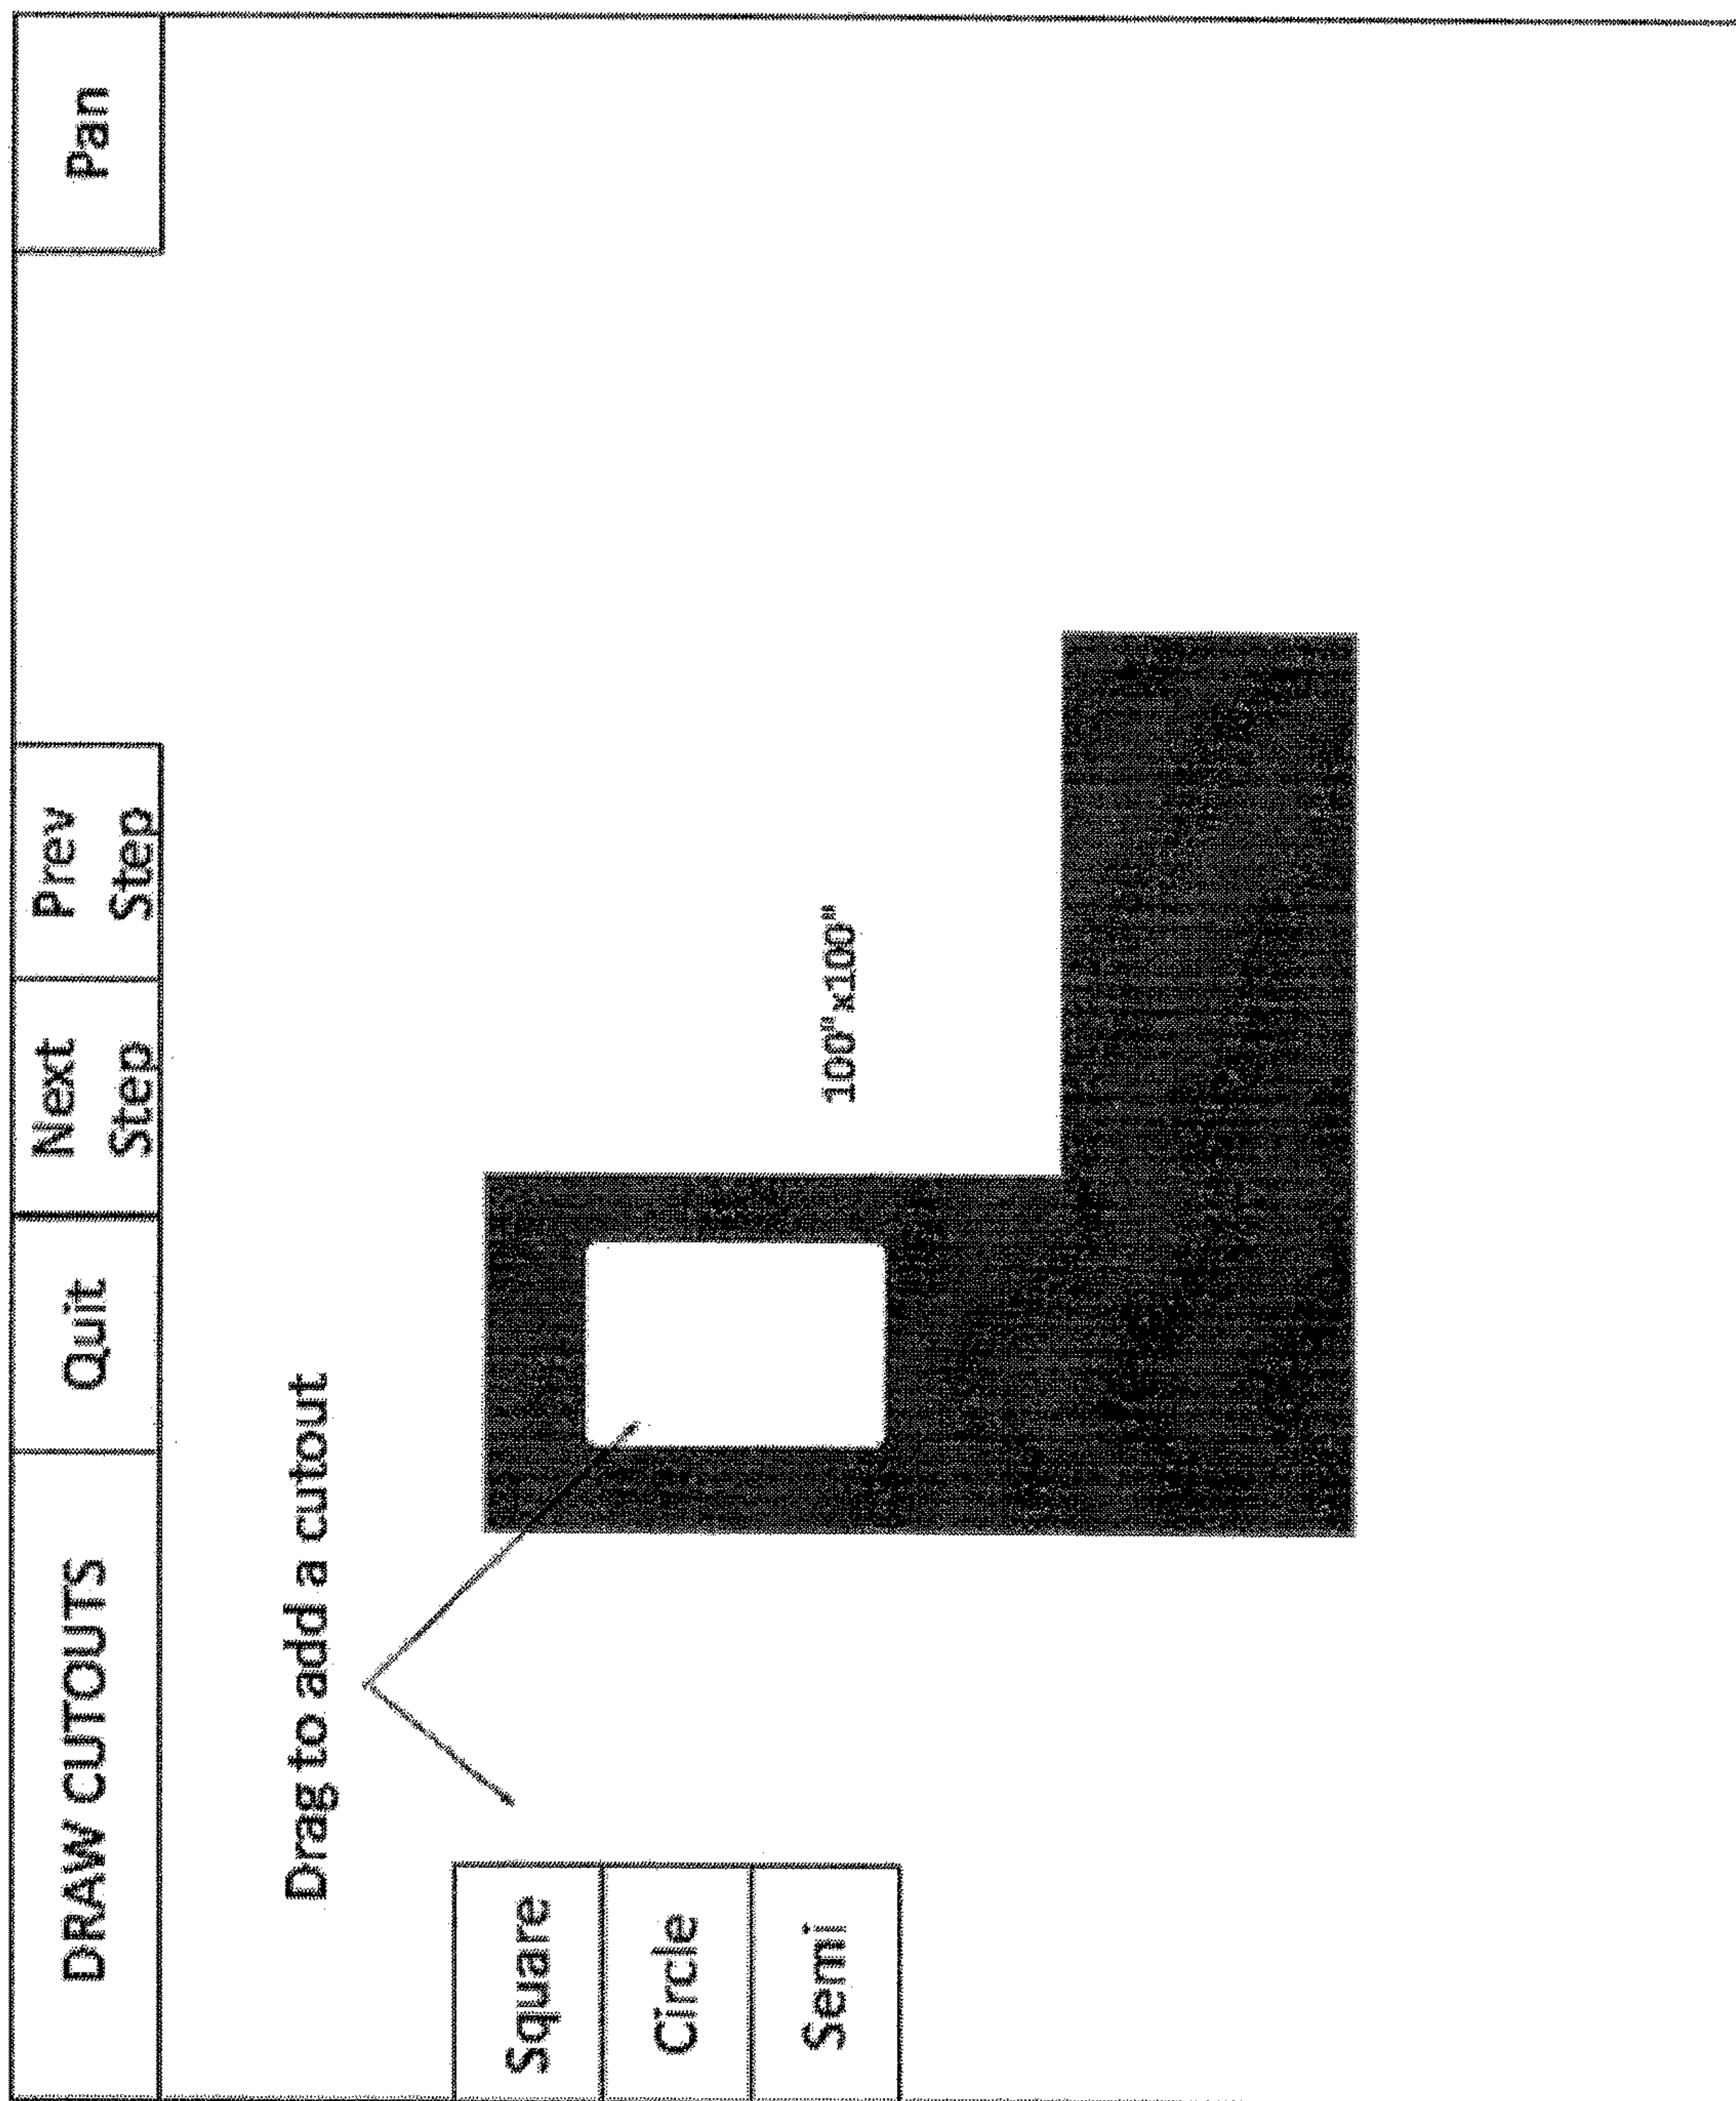 DRAW CUTOUTS
Quit
Next
Step
Prev
Step
Pan
Drag to add a cutout
Square
Circle
Semi
100"x100"